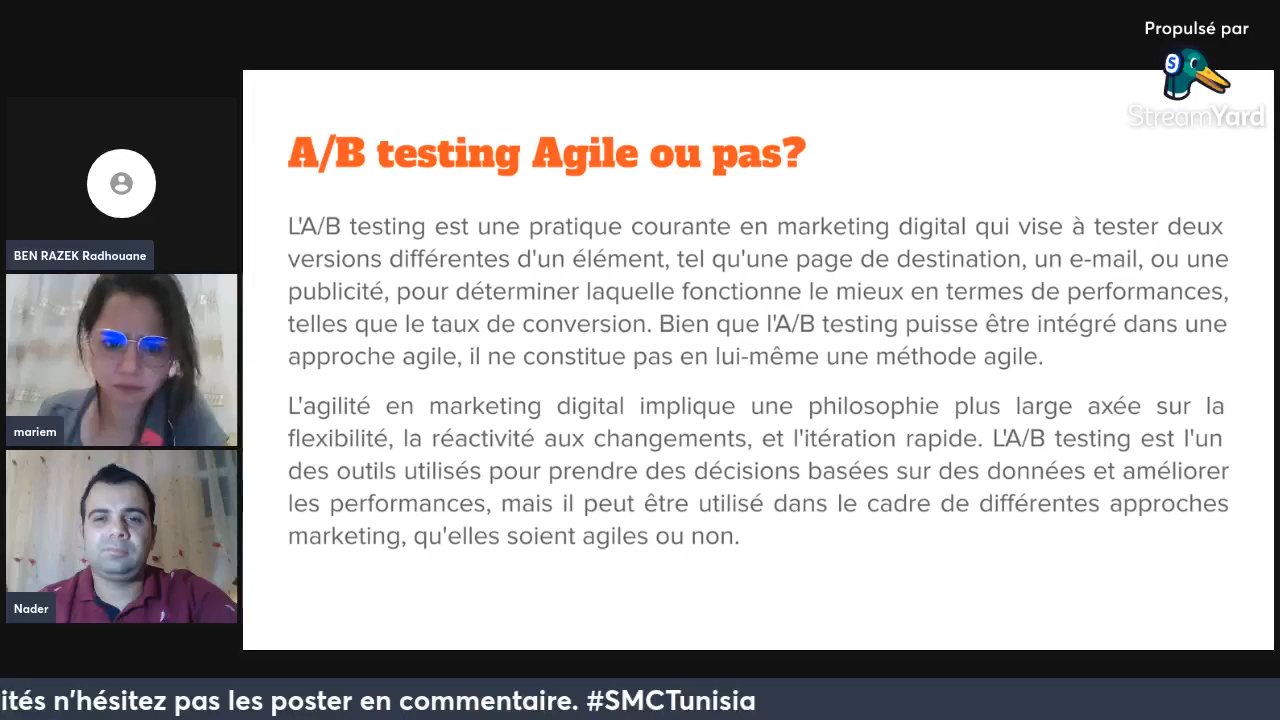 Propulsé par
StreamYard
A/B testing Agile ou pas?
L'A/B testing est une pratique courante en marketing digital qui vise à tester deux
versions différentes d'un élément, tel qu'une page de destination, un e-mail, ou une
publicité, pour déterminer laquelle fonctionne le mieux en termes de performances,
telles que le taux de conversion. Bien que l'A/B testing puisse être intégré dans une
approche agile, il ne constitue pas en lui-même une méthode agile.
L'agilité en marketing digital implique une philosophie plus large axée sur la
flexibilité, la réactivité aux changements, et l'itération rapide. L'A/B testing est l'un
des outils utilisés pour prendre des décisions basées sur des données et améliorer
les performances, mais il peut être utilisé dans le cadre de différentes approches
marketing, qu'elles soient agiles ou non.
BEN RAZEK Radhouane
mariem
Nader
ités n'hésitez pas les poster en commentaire. #SMCTunisia